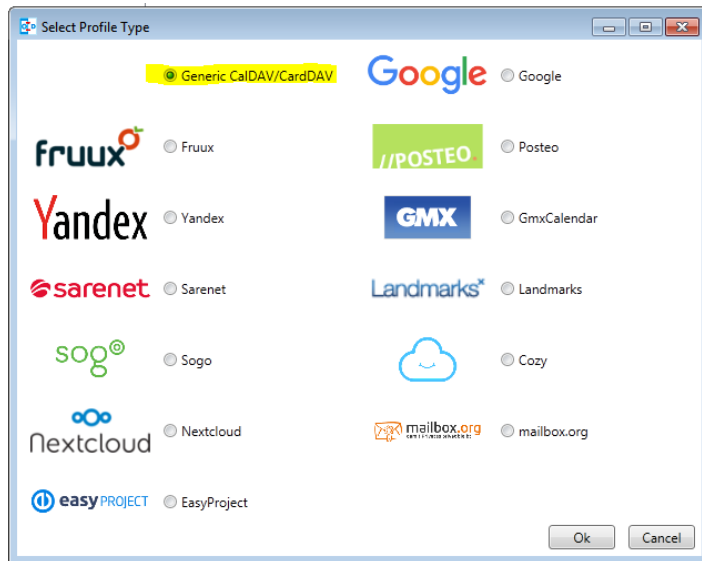 Select Profile Type
Generic CalDAV/CardDAV
Google Google
fruux Fruux
//POSTEO. Posteo
Yandex Yandex
GMX GmxCalendar
sarenet Sarenet
Landmarks Landmarks
sogo Sogo
Cozy
Nextcloud Nextcloud
mailbox.org mailbox.org
easy PROJECT EasyProject
Ok Cancel